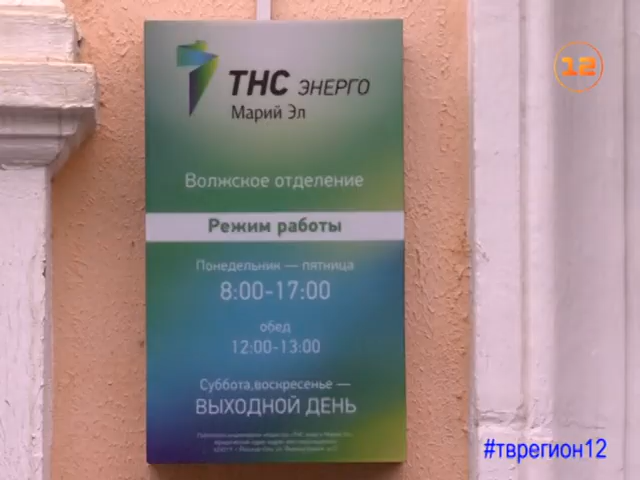 ТНС ЭНЕРГО
Марий Эл
12
Волжское отделение
Режим работы
Понедельник — пятница
8:00-17:00
обед
12:00-13:00
Суббота, воскресенье —
ВЫХОДНОЙ ДЕНЬ
#тврегион12